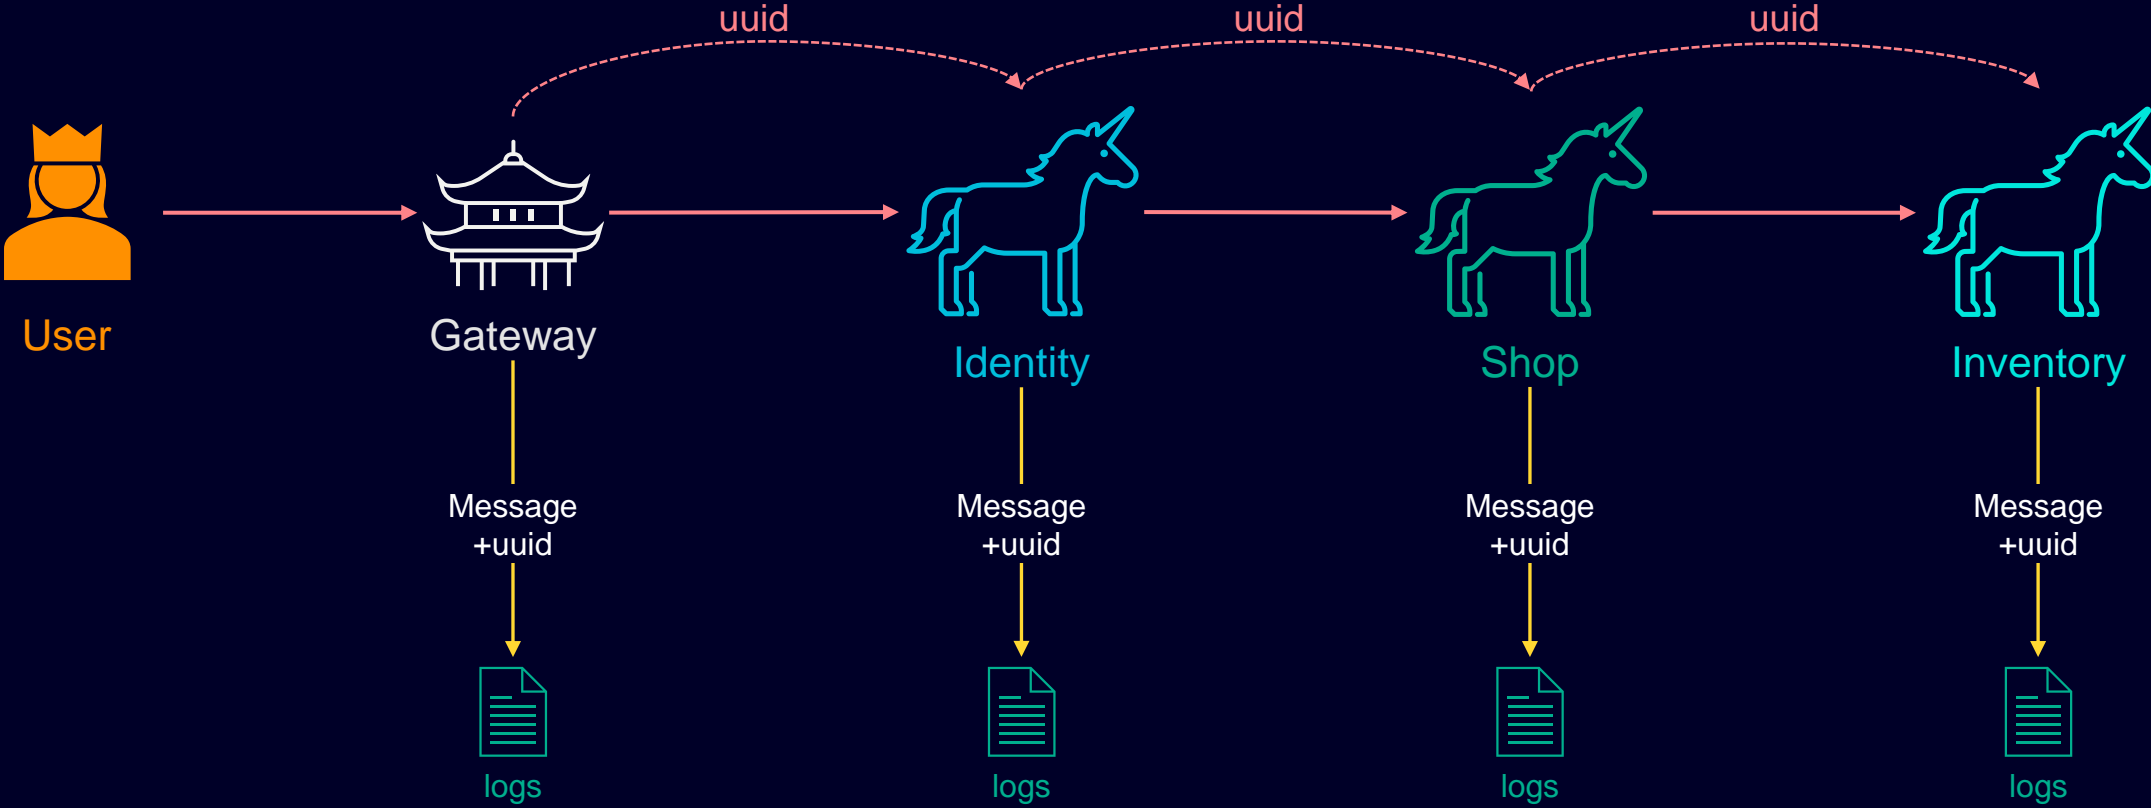 uuid
uuid
uuid
User
Gateway
Identity
Shop
Inventory
Message
+uuid
Message
+uuid
Message
+uuid
Message
+uuid
logs
logs
logs
logs